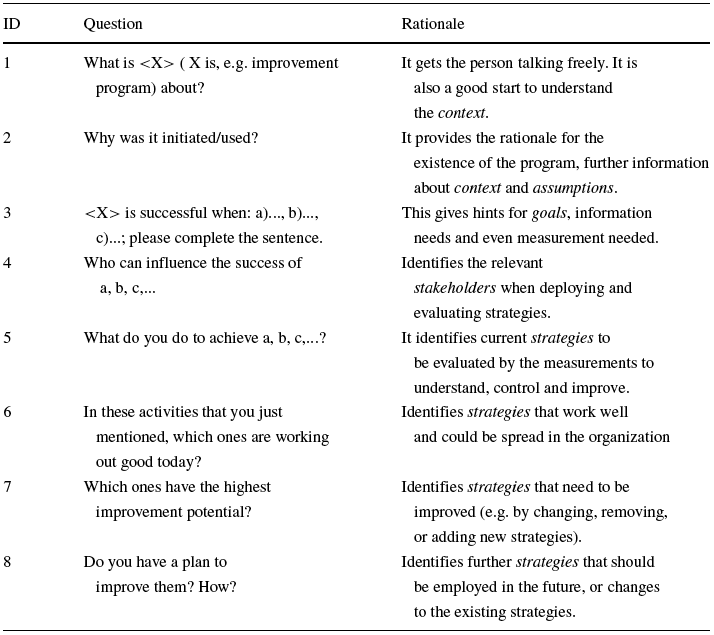 ID Question Rationale
1 What is <X> ( X is, e.g. improvement It gets the person talking freely. It is
program) about? also a good start to understand
the context.
2 Why was it initiated/used? It provides the rationale for the
existence of the program, further information
about context and assumptions.
3 <X> is successful when: a)..., b)..., This gives hints for goals, information
c)...; please complete the sentence. needs and even measurement needed.
4 Who can influence the success of Identifies the relevant
a, b, c,... stakeholders when deploying and
evaluating strategies.
5 What do you do to achieve a, b, c,...? It identifies current strategies to
be evaluated by the measurements to
understand, control and improve.
6 In these activities that you just Identifies strategies that work well
mentioned, which ones are working and could be spread in the organization
out good today?
7 Which ones have the highest Identifies strategies that need to be
improvement potential? improved (e.g. by changing, removing,
or adding new strategies).
8 Do you have a plan to Identifies further strategies that should
improve them? How? be employed in the future, or changes
to the existing strategies.